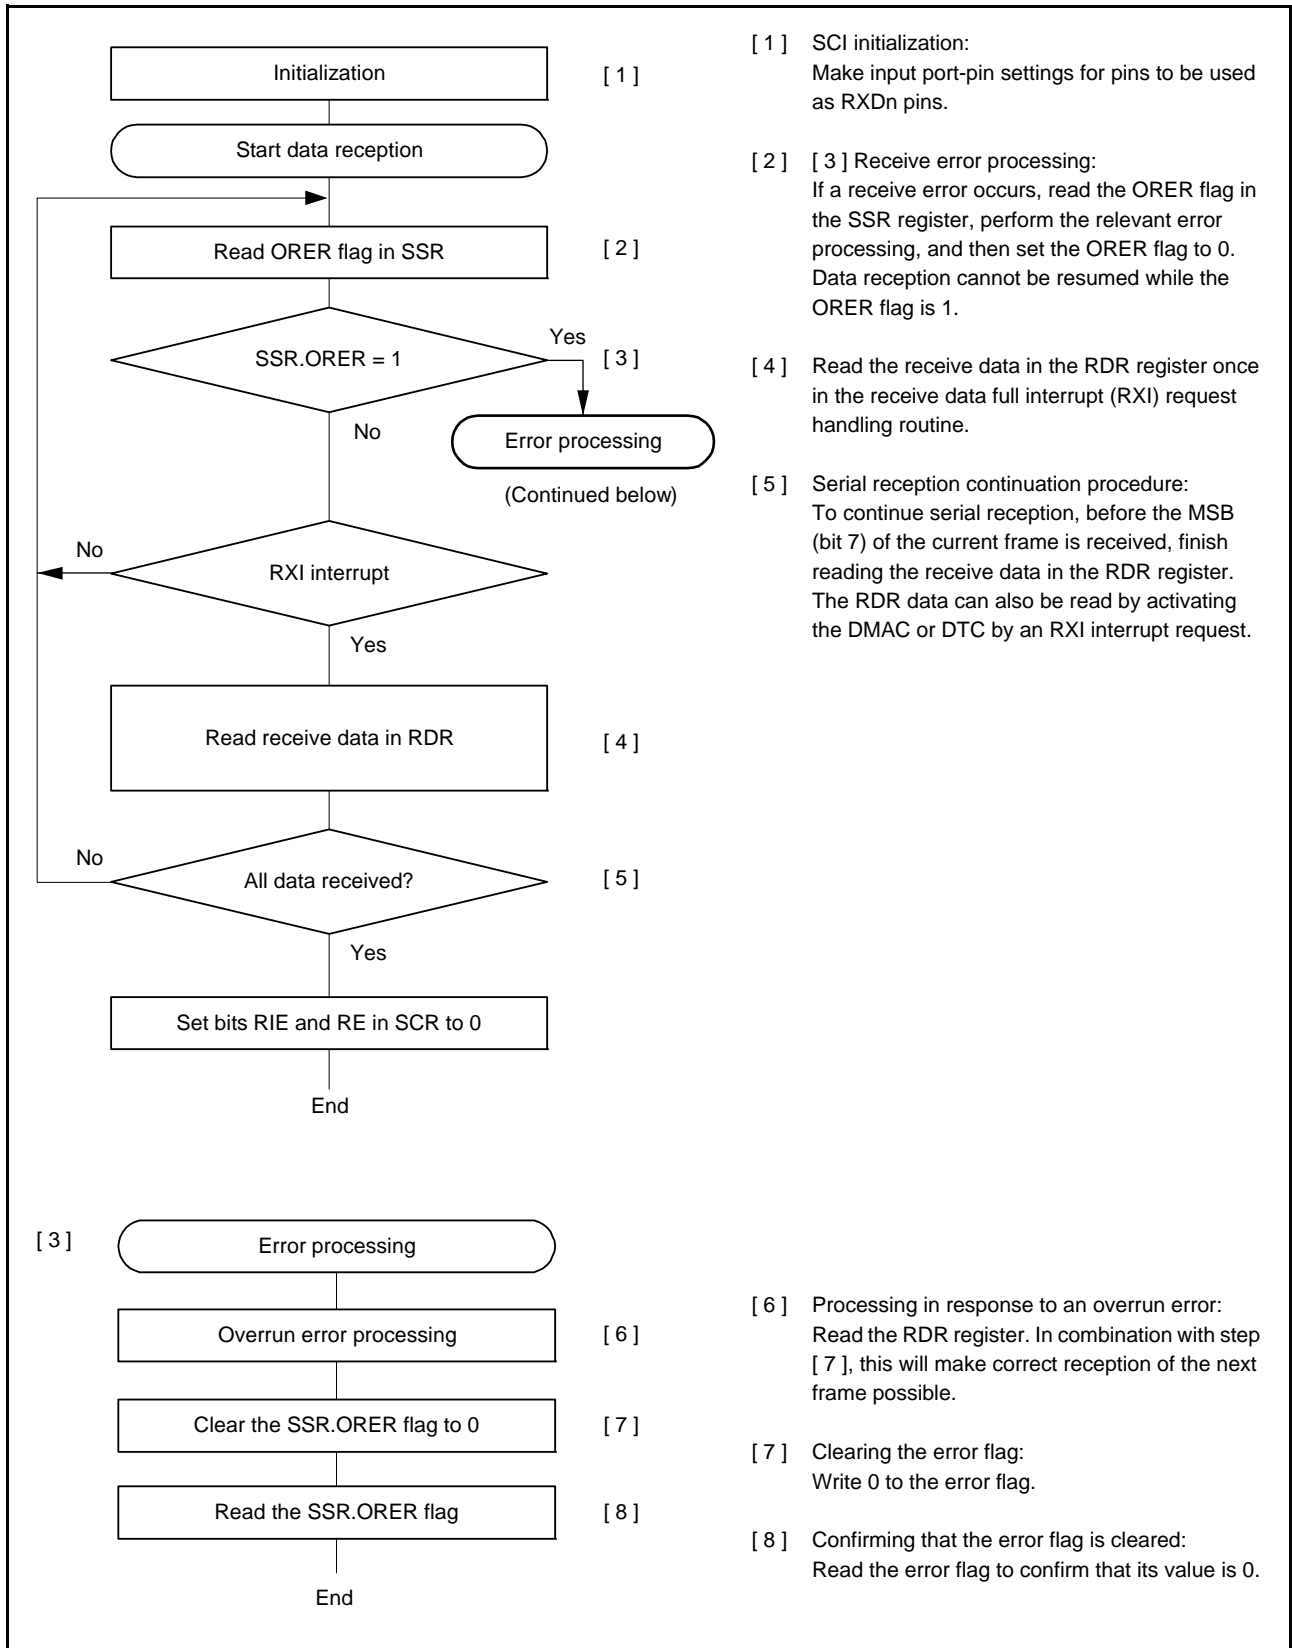 Initialization
[ 1 ]
Start data reception
Read ORER flag in SSR
[ 2 ]
SSR.ORER = 1
Yes
[ 3 ]
No
Error processing
(Continued below)
No
RXI interrupt
Yes
Read receive data in RDR
[ 4 ]
No
All data received?
[ 5 ]
Yes
Set bits RIE and RE in SCR to 0
End
[ 1 ] SCI initialization:
Make input port-pin settings for pins to be used
as RXDn pins.
[ 2 ] [ 3 ] Receive error processing:
If a receive error occurs, read the ORER flag in
the SSR register, perform the relevant error
processing, and then set the ORER flag to 0.
Data reception cannot be resumed while the
ORER flag is 1.
[ 4 ] Read the receive data in the RDR register once
in the receive data full interrupt (RXI) request
handling routine.
[ 5 ] Serial reception continuation procedure:
To continue serial reception, before the MSB
(bit 7) of the current frame is received, finish
reading the receive data in the RDR register.
The RDR data can also be read by activating
the DMAC or DTC by an RXI interrupt request.
[ 3 ]
Error processing
Overrun error processing
[ 6 ]
Clear the SSR.ORER flag to 0
[ 7 ]
Read the SSR.ORER flag
[ 8 ]
End
[ 6 ] Processing in response to an overrun error:
Read the RDR register. In combination with step
[ 7 ], this will make correct reception of the next
frame possible.
[ 7 ] Clearing the error flag:
Write 0 to the error flag.
[ 8 ] Confirming that the error flag is cleared:
Read the error flag to confirm that its value is 0.